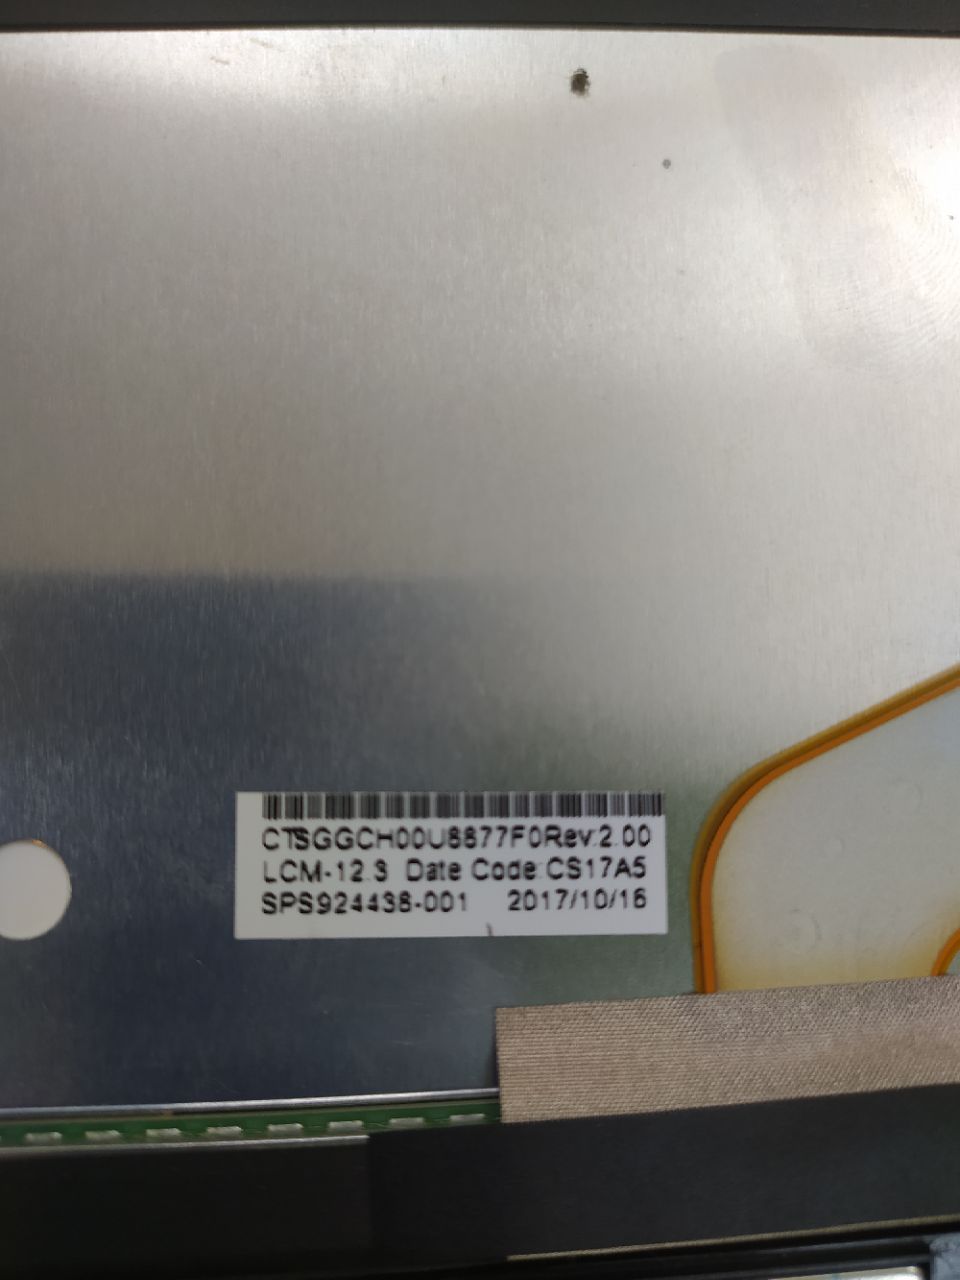 CTSGGCH00U8877F0Rev:2.00
LCM-12.3 Date Code:CS17A5
SPS924438-001 2017/10/16